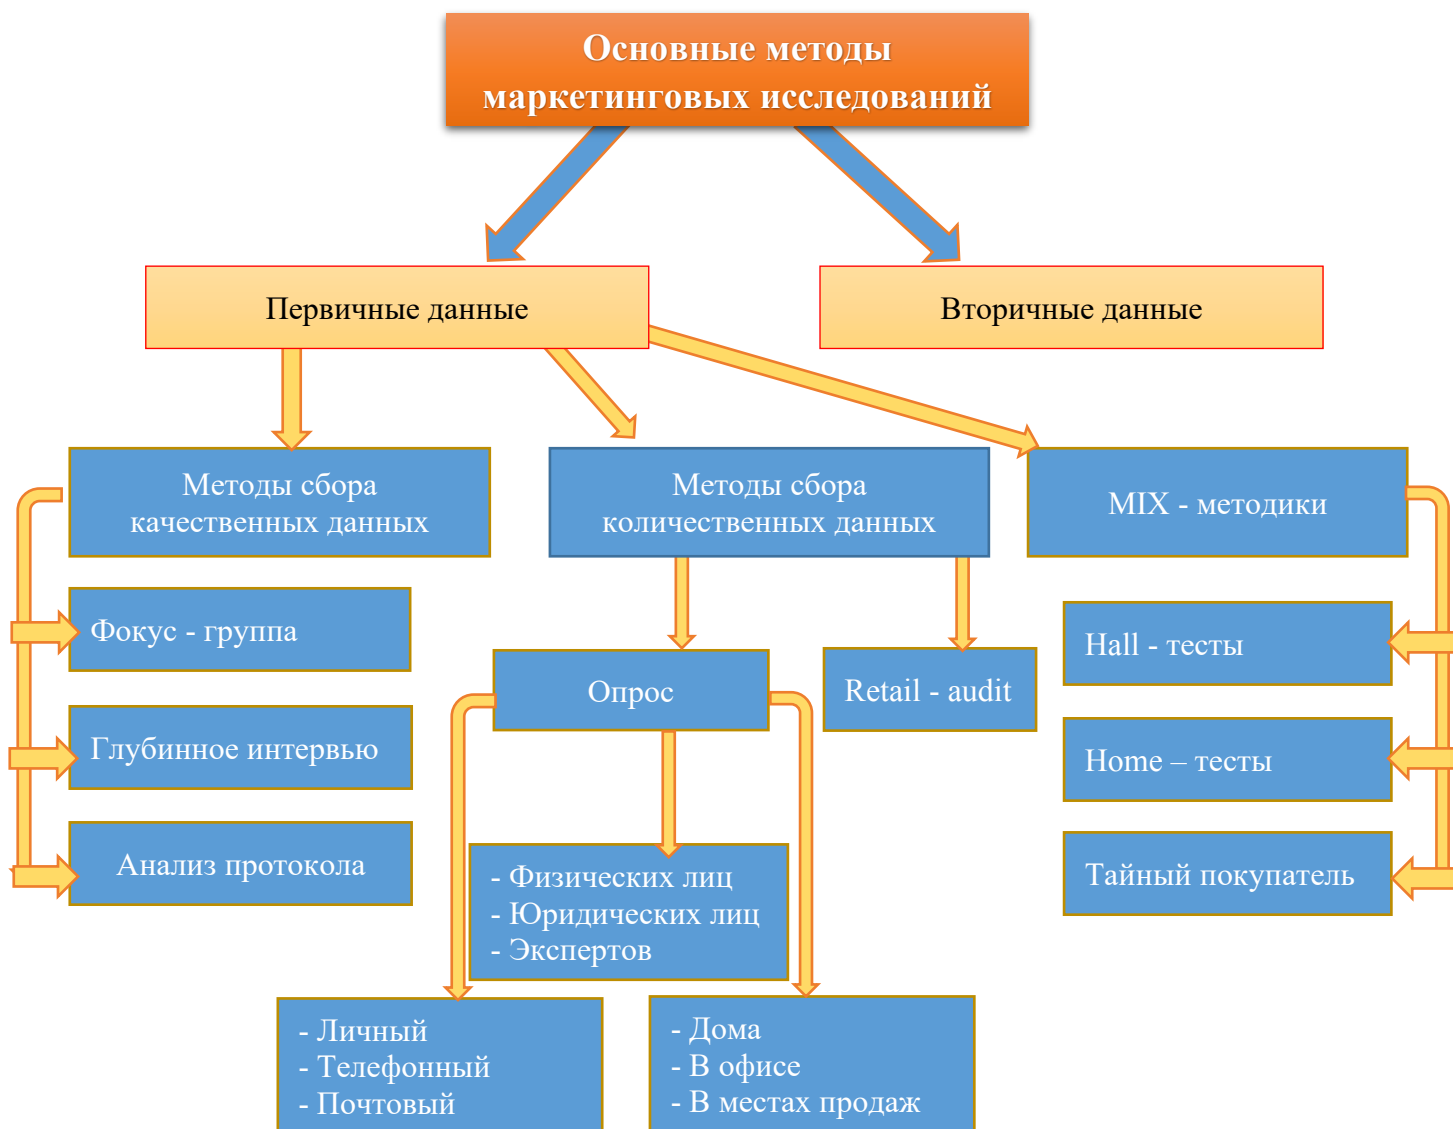 Основные методы
маркетинговых исследований
Первичные данные
Вторичные данные
Методы сбора
качественных данных
Методы сбора
количественных данных
MIX - методики
Фокус - группа
Глубинное интервью
Анализ протокола
Опрос
Retail - audit
Hall - тесты
Home – тесты
Тайный покупатель
- Физических лиц
- Юридических лиц
- Экспертов
- Личный
- Телефонный
- Почтовый
- Дома
- В офисе
- В местах продаж